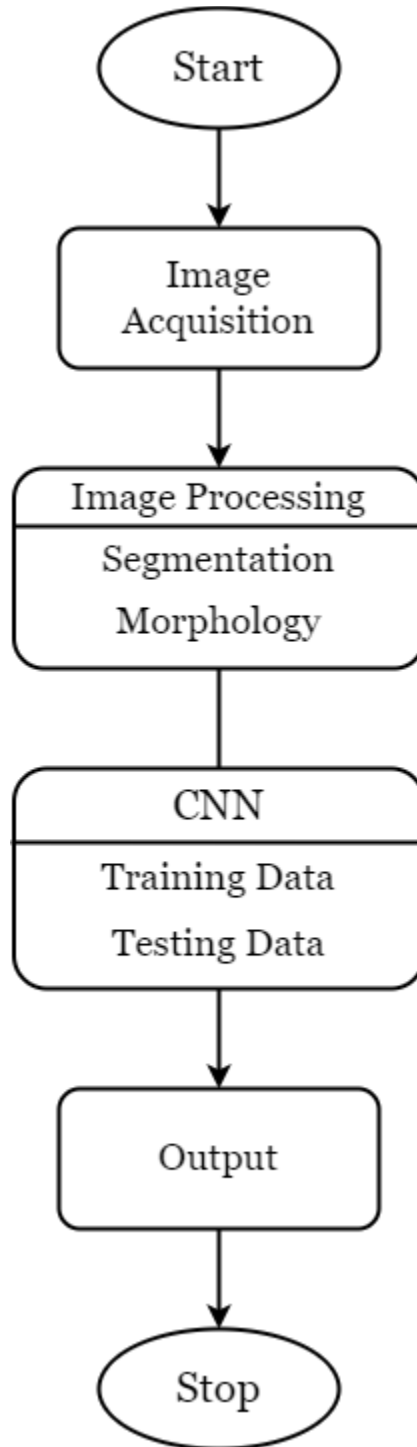 Start
Image
Acquisition
Image Processing
Segmentation
Morphology
CNN
Training Data
Testing Data
Output
Stop